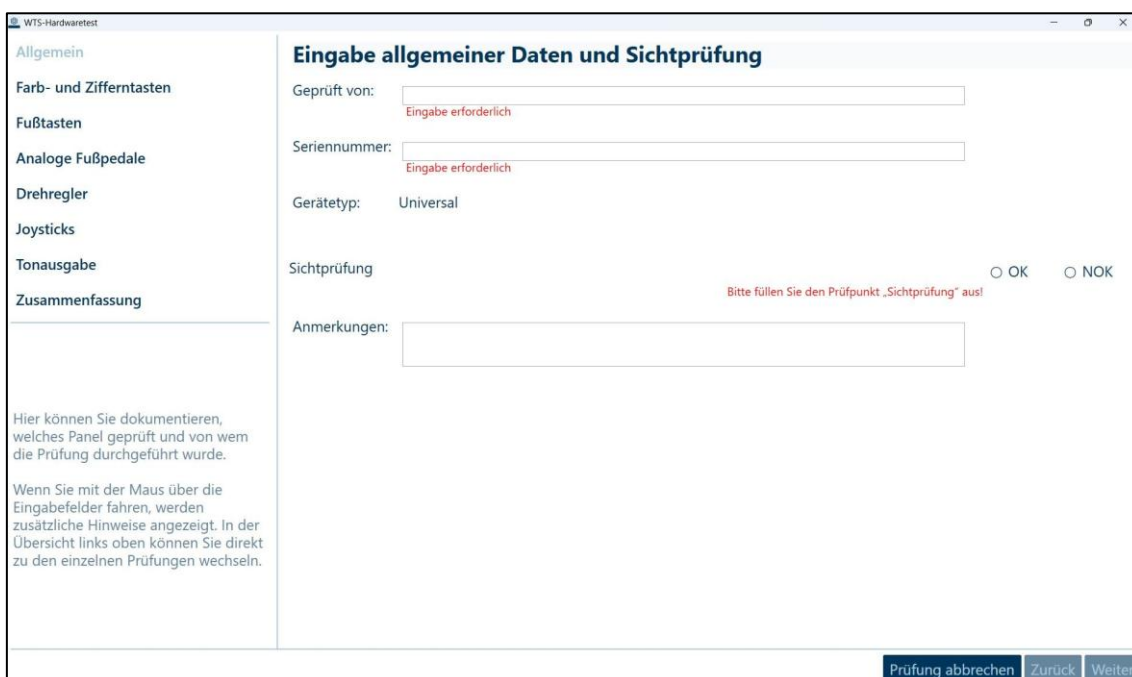 WTS-Hardwaretest
Allgemein
Farb- und Zifferntasten
Fußtasten
Analoge Fußpedale
Drehregler
Joysticks
Tonausgabe
Zusammenfassung
Hier können Sie dokumentieren,
welches Panel geprüft und von wem
die Prüfung durchgeführt wurde.
Wenn Sie mit der Maus über die
Eingabefelder fahren, werden
zusätzliche Hinweise angezeigt. In der
Übersicht links oben können Sie direkt
zu den einzelnen Prüfungen wechseln.
Eingabe allgemeiner Daten und Sichtprüfung
Geprüft von:
Eingabe erforderlich
Seriennummer:
Eingabe erforderlich
Gerätetyp: Universal
Sichtprüfung OK NOK
Bitte füllen Sie den Prüfpunkt „Sichtprüfung“ aus!
Anmerkungen:
Prüfung abbrechen Zurück Weiter